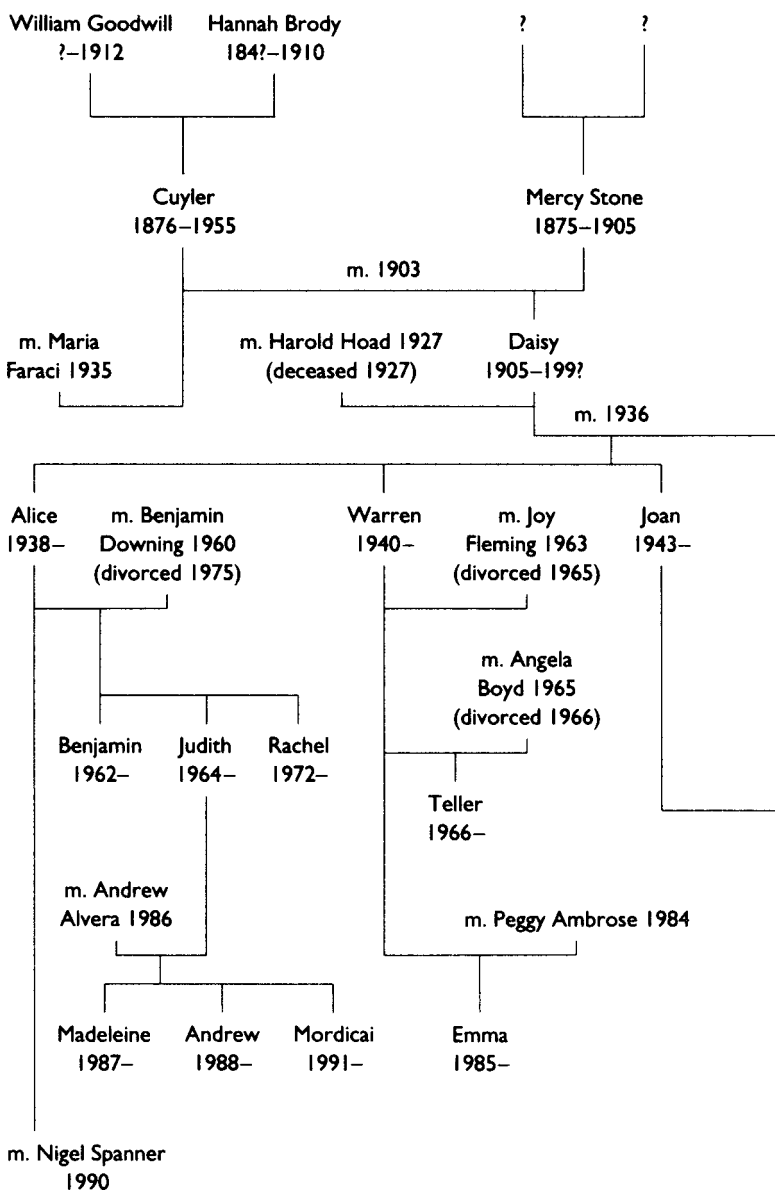 William Goodwill
?–1912
Hannah Brody
184?–1910
?
?
Cuyler
1876–1955
Mercy Stone
1875–1905
m. 1903
m. Maria
Faraci 1935
m. Harold Hoad 1927
(deceased 1927)
Daisy
1905–199?
m. 1936
Alice
1938–
m. Benjamin
Downing 1960
(divorced 1975)
Warren
1940–
m. Joy
Fleming 1963
(divorced 1965)
Joan
1943–
m. Angela
Boyd 1965
(divorced 1966)
Benjamin
1962–
Judith
1964–
Rachel
1972–
Teller
1966–
m. Andrew
Alvera 1986
m. Peggy Ambrose 1984
Madeleine
1987–
Andrew
1988–
Mordicai
1991–
Emma
1985–
m. Nigel Spanner
1990